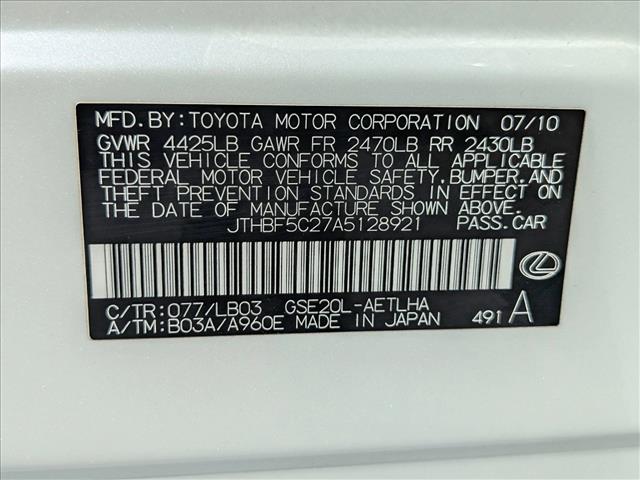 MFD.BY:TOYOTA MOTOR CORPORATION 07/10
GVWR 4425LB GAWR FR 2470LB RR 2430LB
THIS VEHICLE CONFORMS TO ALL APPLICABLE
FEDERAL MOTOR VEHICLE SAFETY,BUMPER,AND
THEFT PREVENTION STANDARDS IN EFFECT ON
THE DATE OF MANUFACTURE SHOWN ABOVE.
JTHBF5C27A5128921 PASS.CAR
C/TR:077/LB03 GSE20L-AETLHA
A/TM:B03A/A960E MADE IN JAPAN 491 A